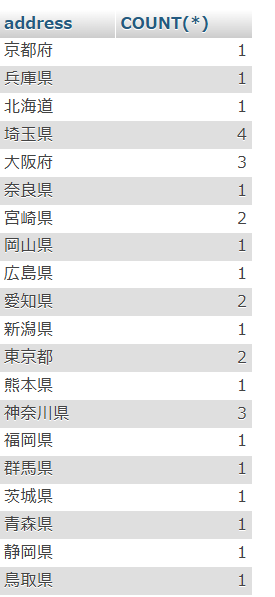 address COUNT(*)
京都府 1
兵庫県 1
北海道 1
埼玉県 4
大阪府 3
奈良県 1
宮崎県 2
岡山県 1
広島県 1
愛知県 2
新潟県 1
東京都 2
熊本県 1
神奈川県 3
福岡県 1
群馬県 1
茨城県 1
青森県 1
静岡県 1
鳥取県 1